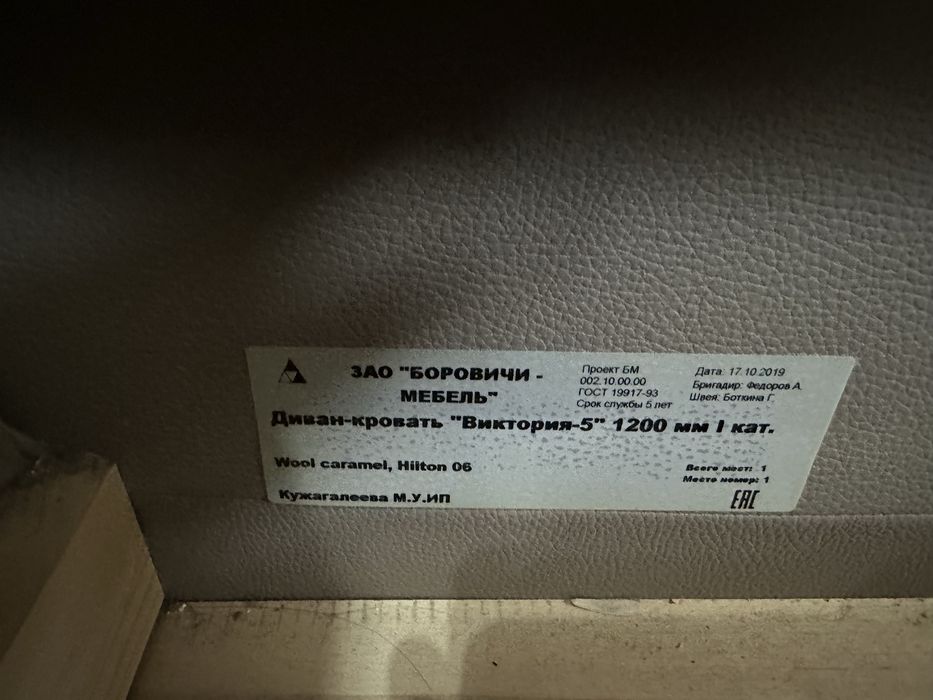 ЗАО "БОРОВИЧИ -
МЕБЕЛЬ"
Проект БМ
002.10.00.00
ГОСТ 19917-93
Срок службы 5 лет
Дата: 17.10.2019
Бригадир: Федоров А.
Швея: Боткина Г.
Диван-кровать "Виктория-5" 1200 мм I кат.
Wool caramel, Hilton 06
Всего мест: 1
Место номер: 1
Кужагалеева М.У.ИП
EAC